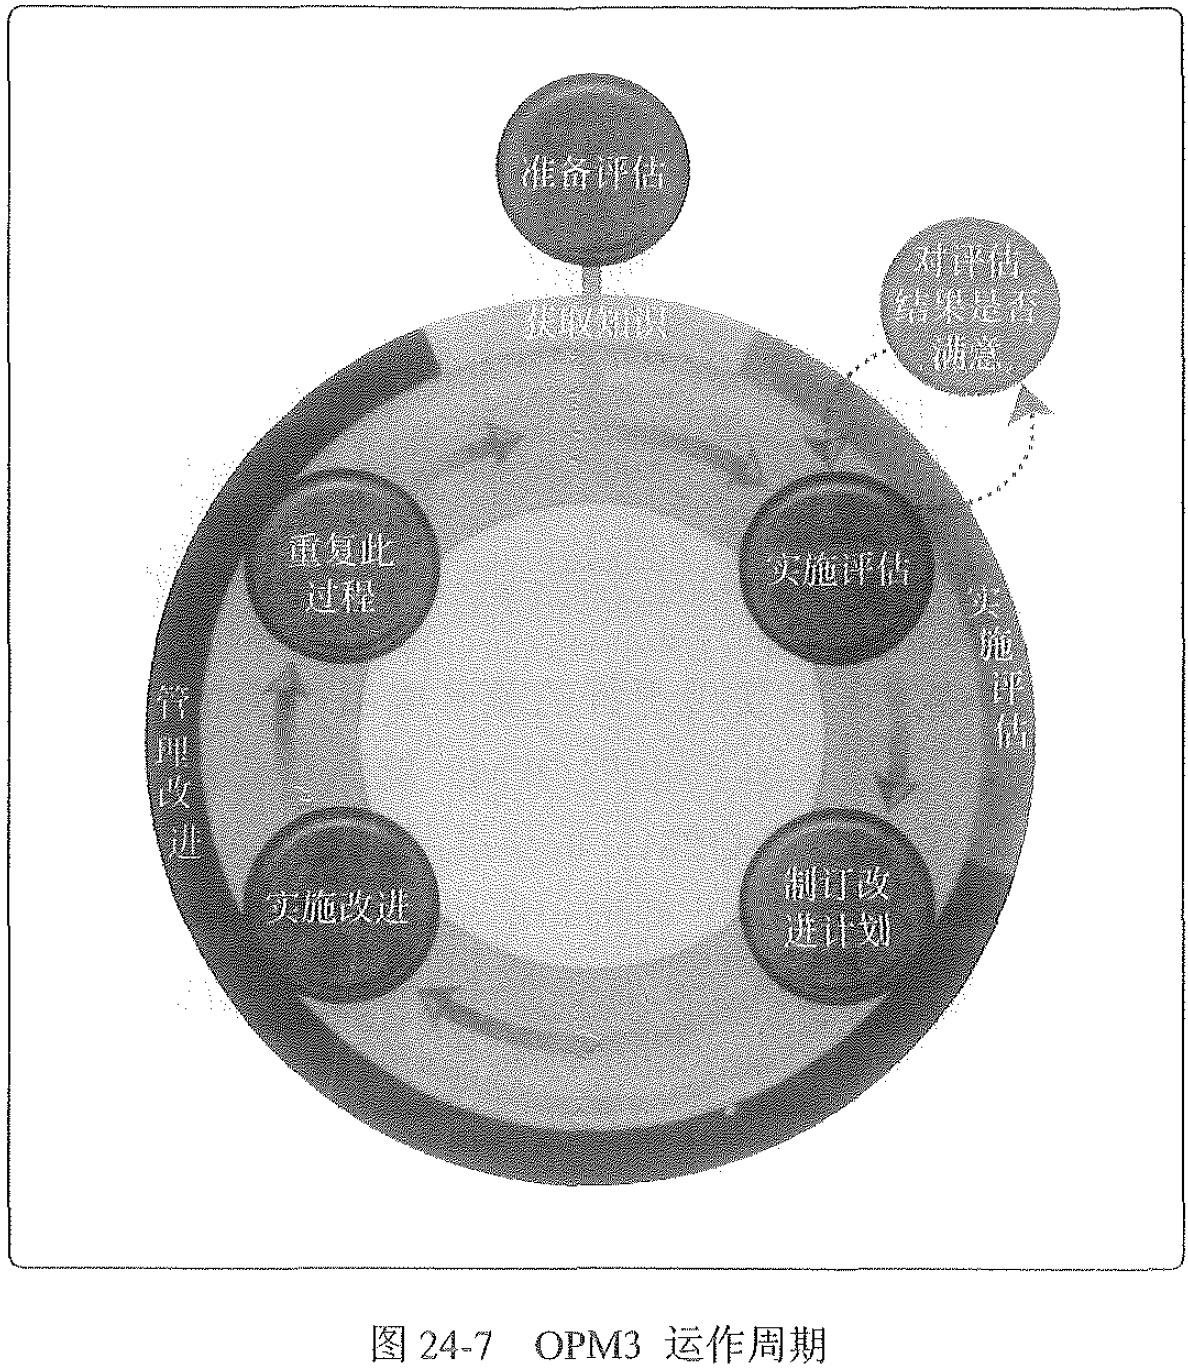 准备评估
获取知识
对评估
结果是否
满意
重复此
过程
实施评估
实
施
评
估
管
理
改
进
实施改进
制订改
进计划
图 24-7 OPM3 运作周期